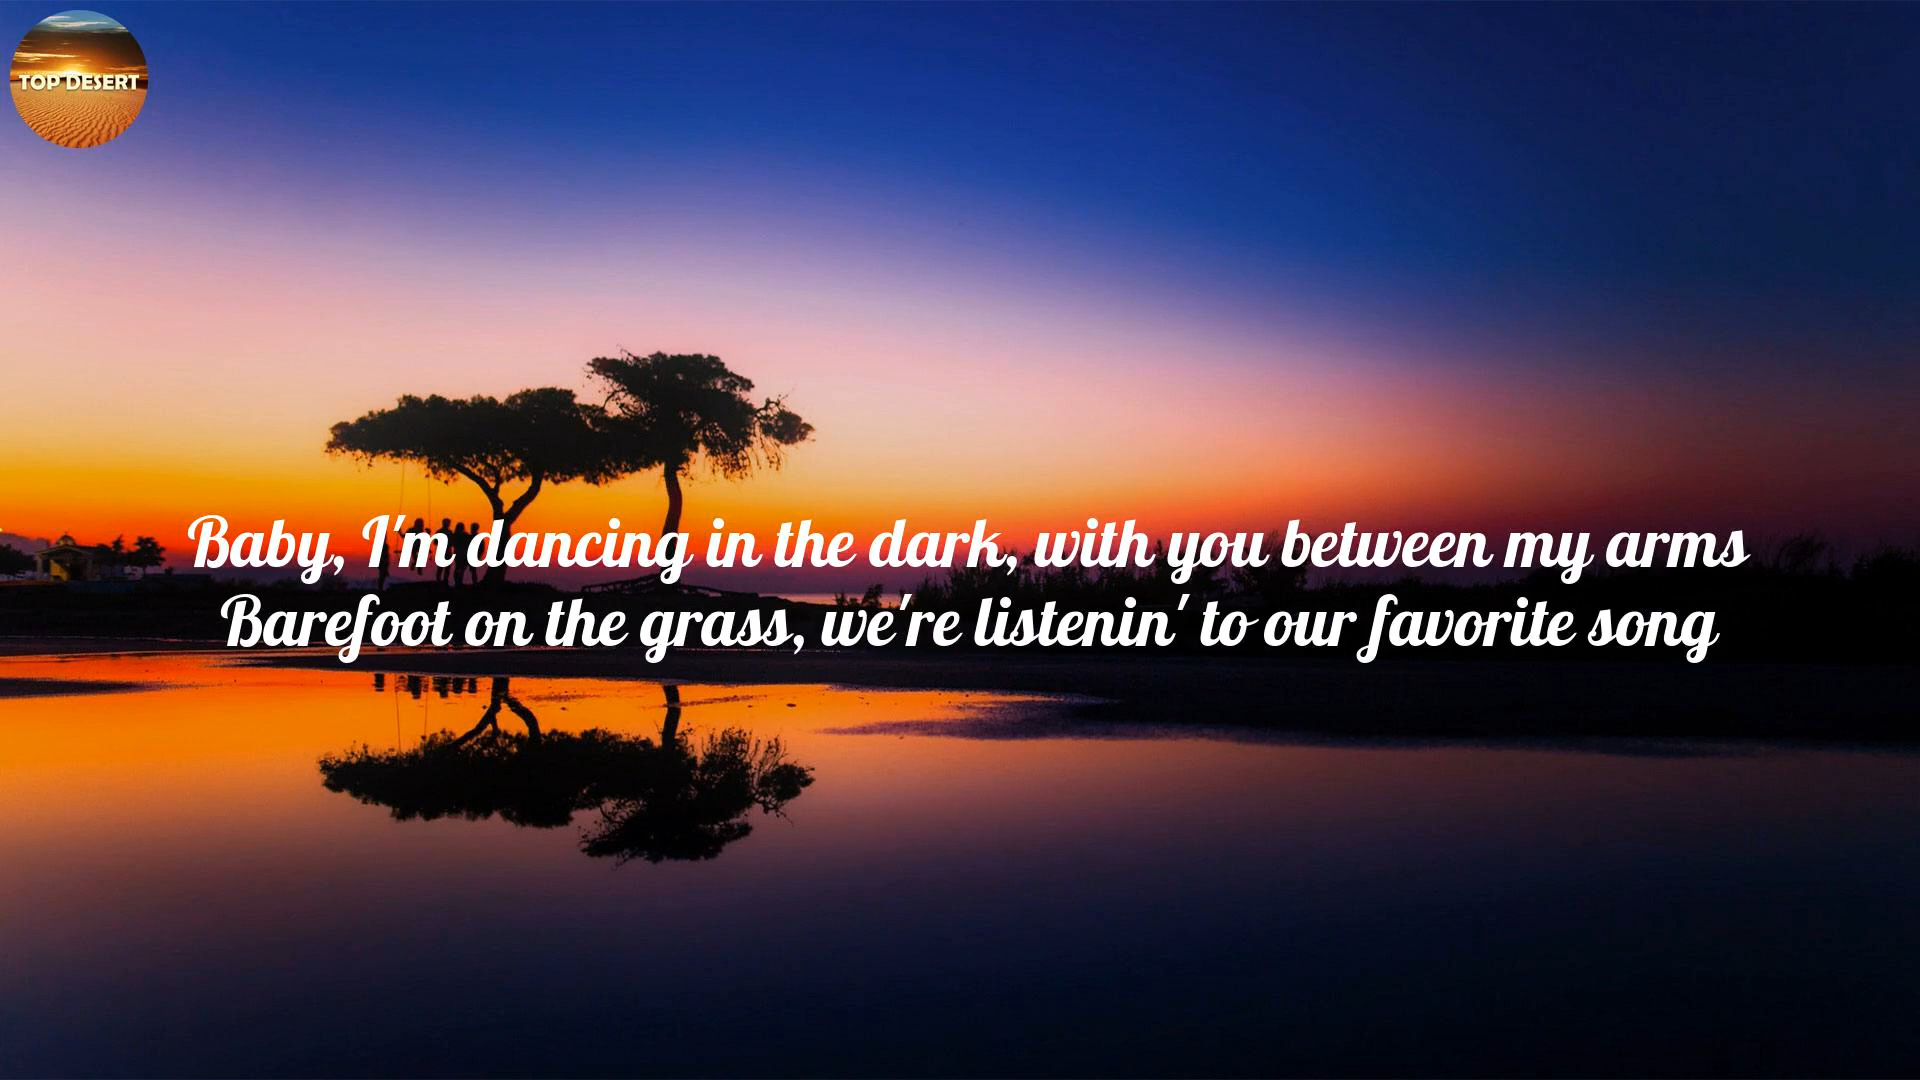 TOP DESERT
Baby, I'm dancing in the dark, with you between my arms
Barefoot on the grass, we're listenin' to our favorite song